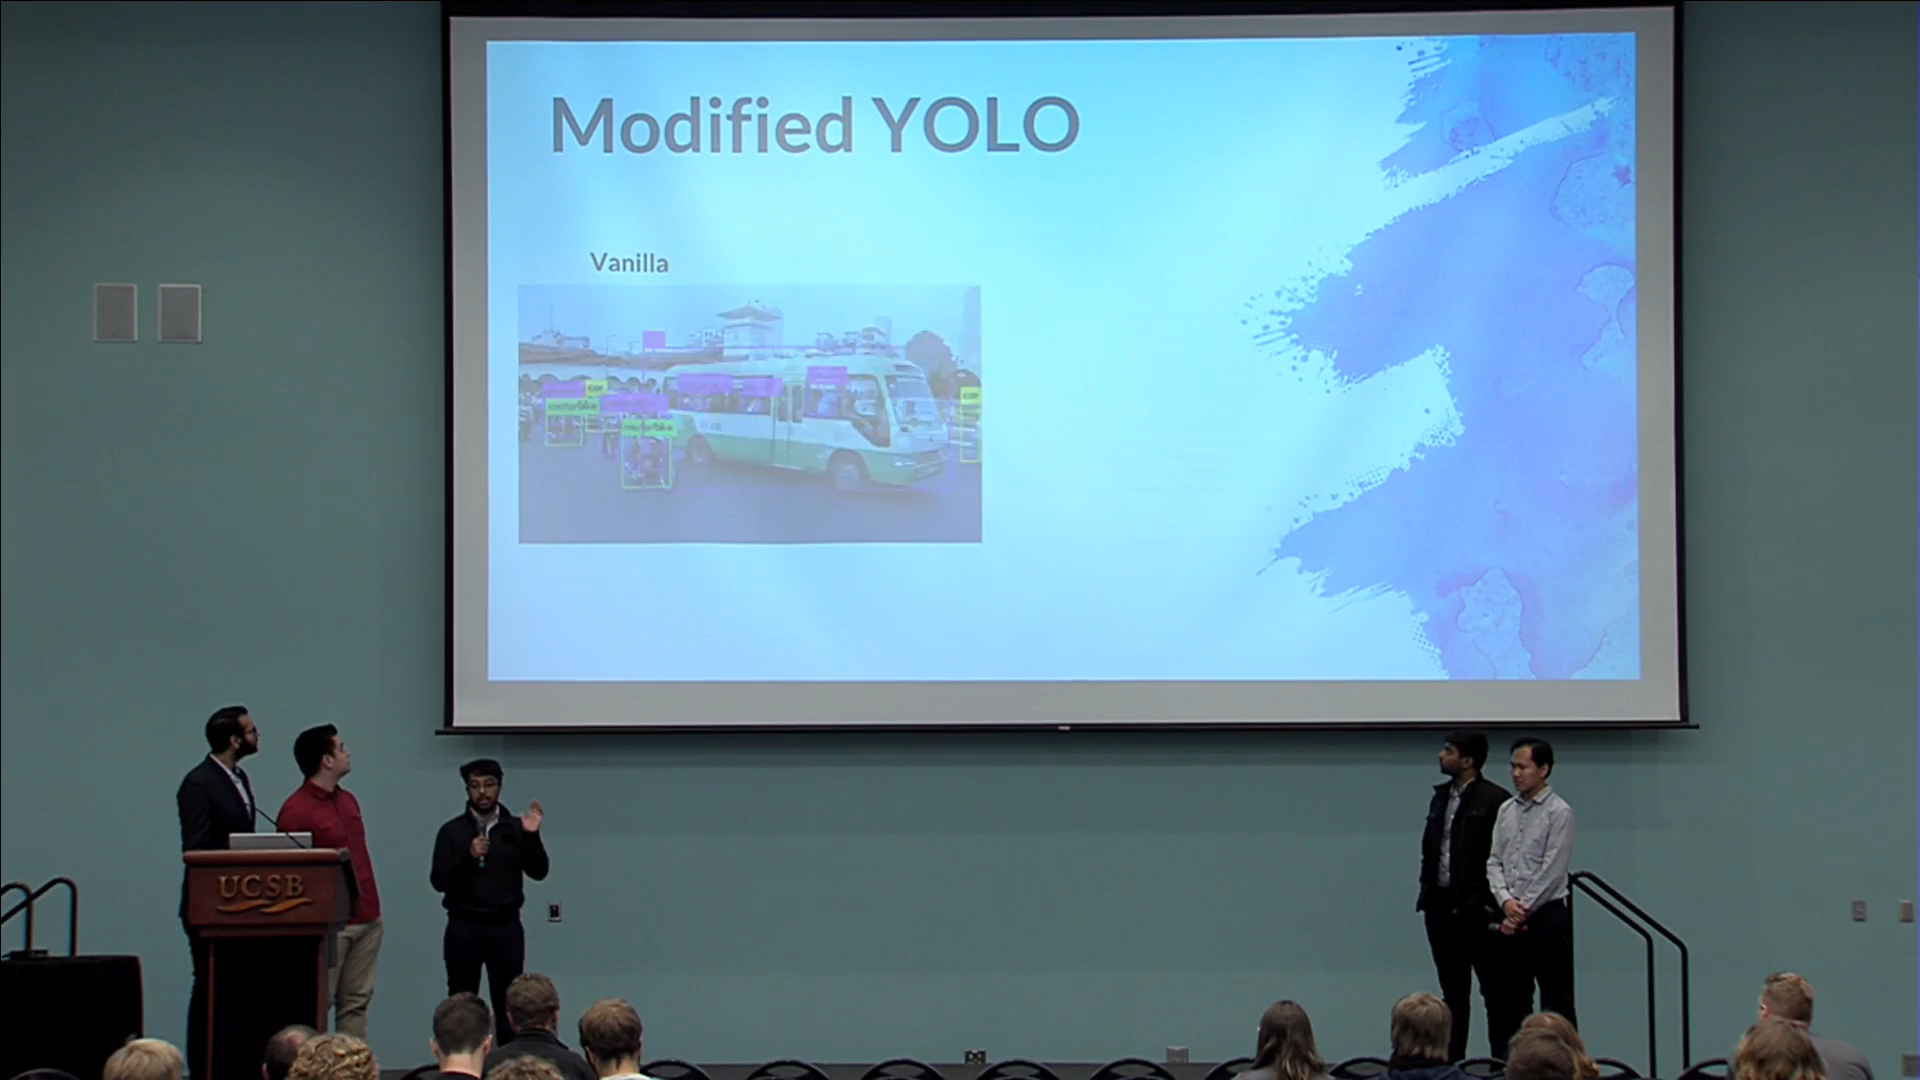 Modified YOLO
Vanilla
car
motorbike
motorbike
car
UCSB